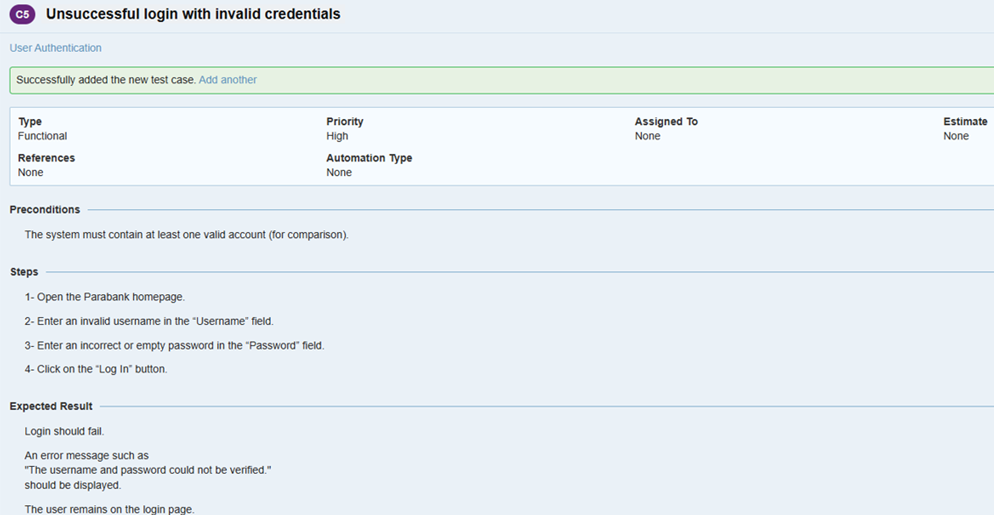 C5 Unsuccessful login with invalid credentials
User Authentication
Successfully added the new test case. Add another
Type Priority Assigned To Estimate
Functional High None None
References Automation Type
None None
Preconditions
The system must contain at least one valid account (for comparison).
Steps
1- Open the Parabank homepage.
2- Enter an invalid username in the “Username” field.
3- Enter an incorrect or empty password in the “Password” field.
4- Click on the “Log In” button.
Expected Result
Login should fail.
An error message such as
"The username and password could not be verified."
should be displayed.
The user remains on the login page.